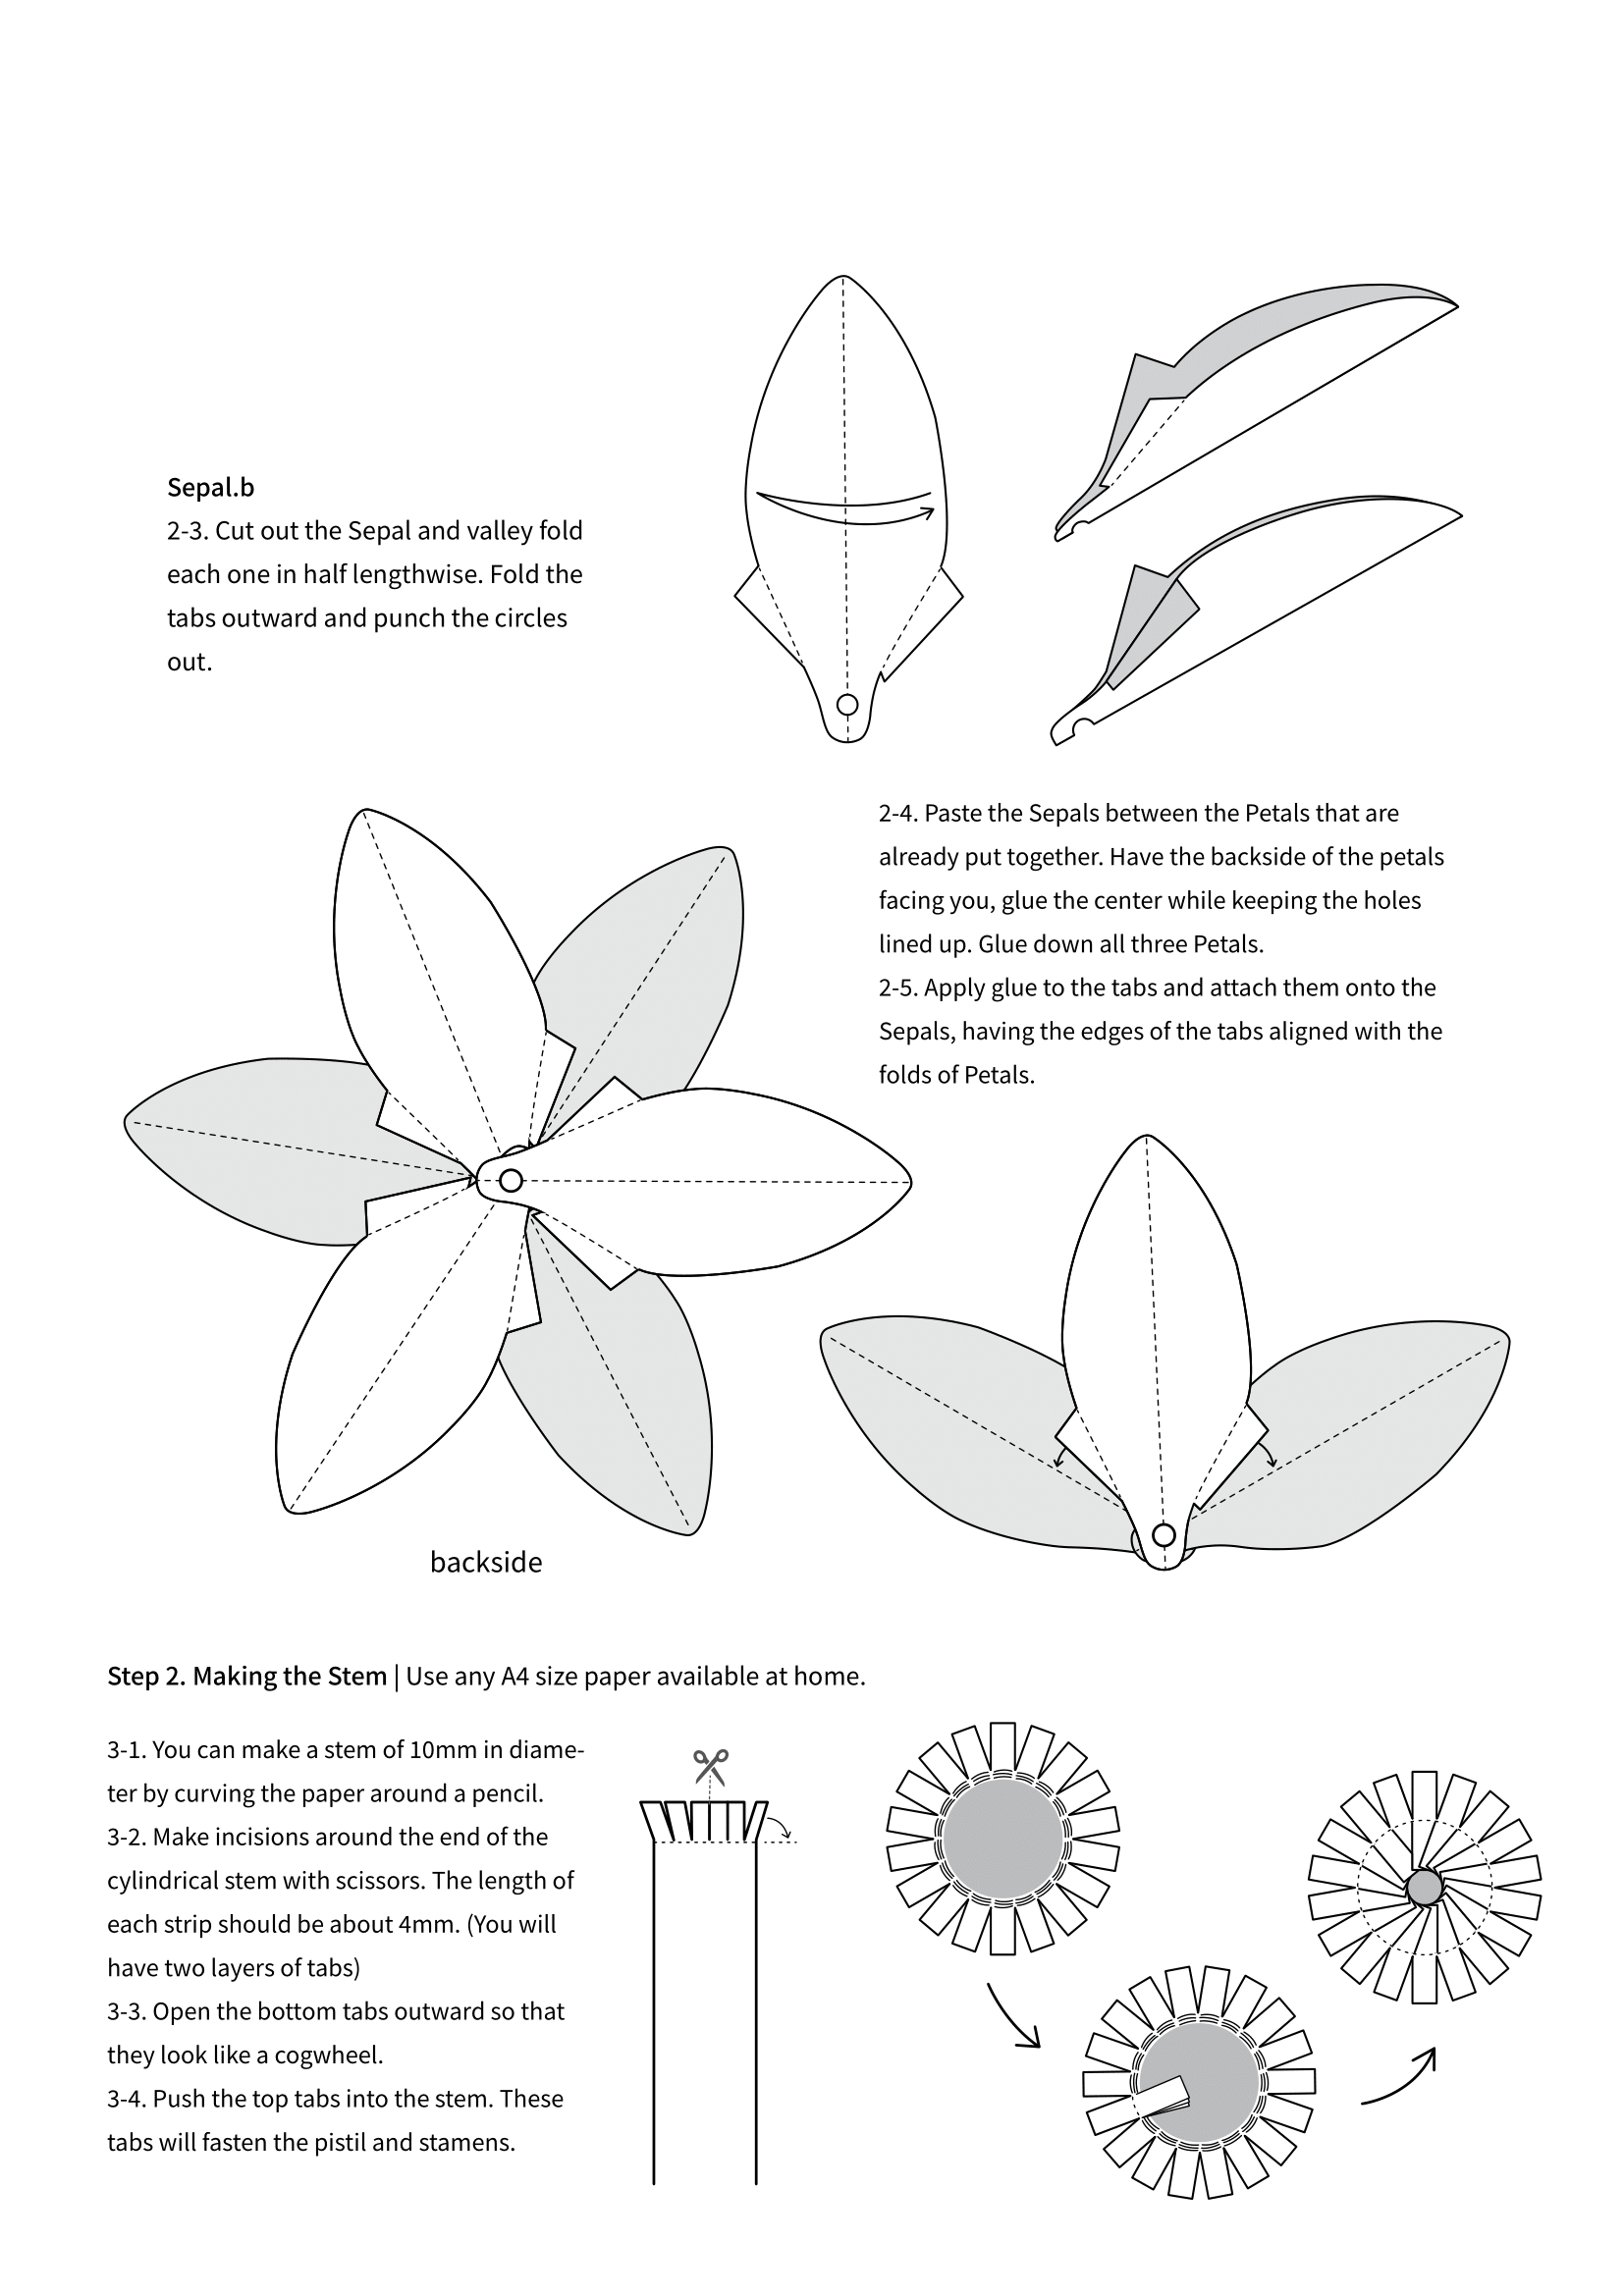 Sepal.b
2-3. Cut out the Sepal and valley fold
each one in half lengthwise. Fold the
tabs outward and punch the circles
out.
2-4. Paste the Sepals between the Petals that are
already put together. Have the backside of the petals
facing you, glue the center while keeping the holes
lined up. Glue down all three Petals.
2-5. Apply glue to the tabs and attach them onto the
Sepals, having the edges of the tabs aligned with the
folds of Petals.
backside
Step 2. Making the Stem | Use any A4 size paper available at home.
3-1. You can make a stem of 10mm in diame-
ter by curving the paper around a pencil.
3-2. Make incisions around the end of the
cylindrical stem with scissors. The length of
each strip should be about 4mm. (You will
have two layers of tabs)
3-3. Open the bottom tabs outward so that
they look like a cogwheel.
3-4. Push the top tabs into the stem. These
tabs will fasten the pistil and stamens.